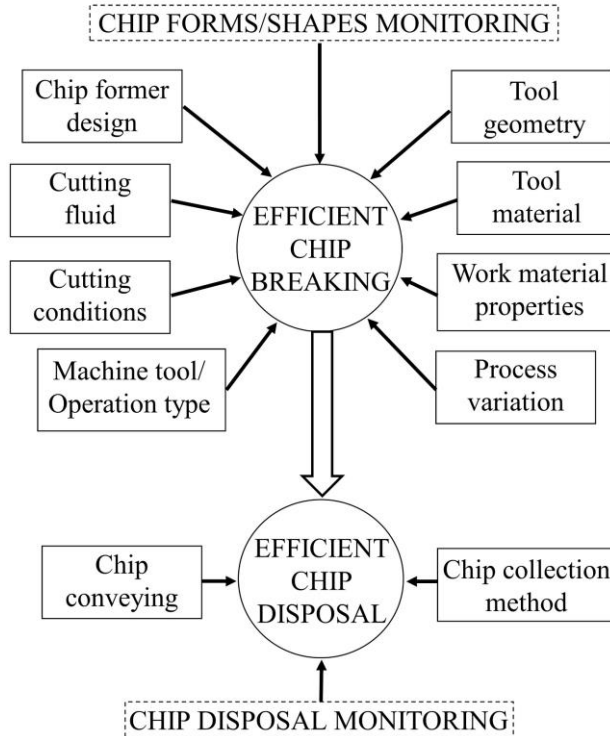 CHIP FORMS/SHAPES MONITORING
Chip former
design
Tool
geometry
Cutting
fluid
Tool
material
EFFICIENT
CHIP
BREAKING
Cutting
conditions
Work material
properties
Machine tool/
Operation type
Process
variation
EFFICIENT
CHIP
DISPOSAL
Chip
conveying
Chip collection
method
CHIP DISPOSAL MONITORING